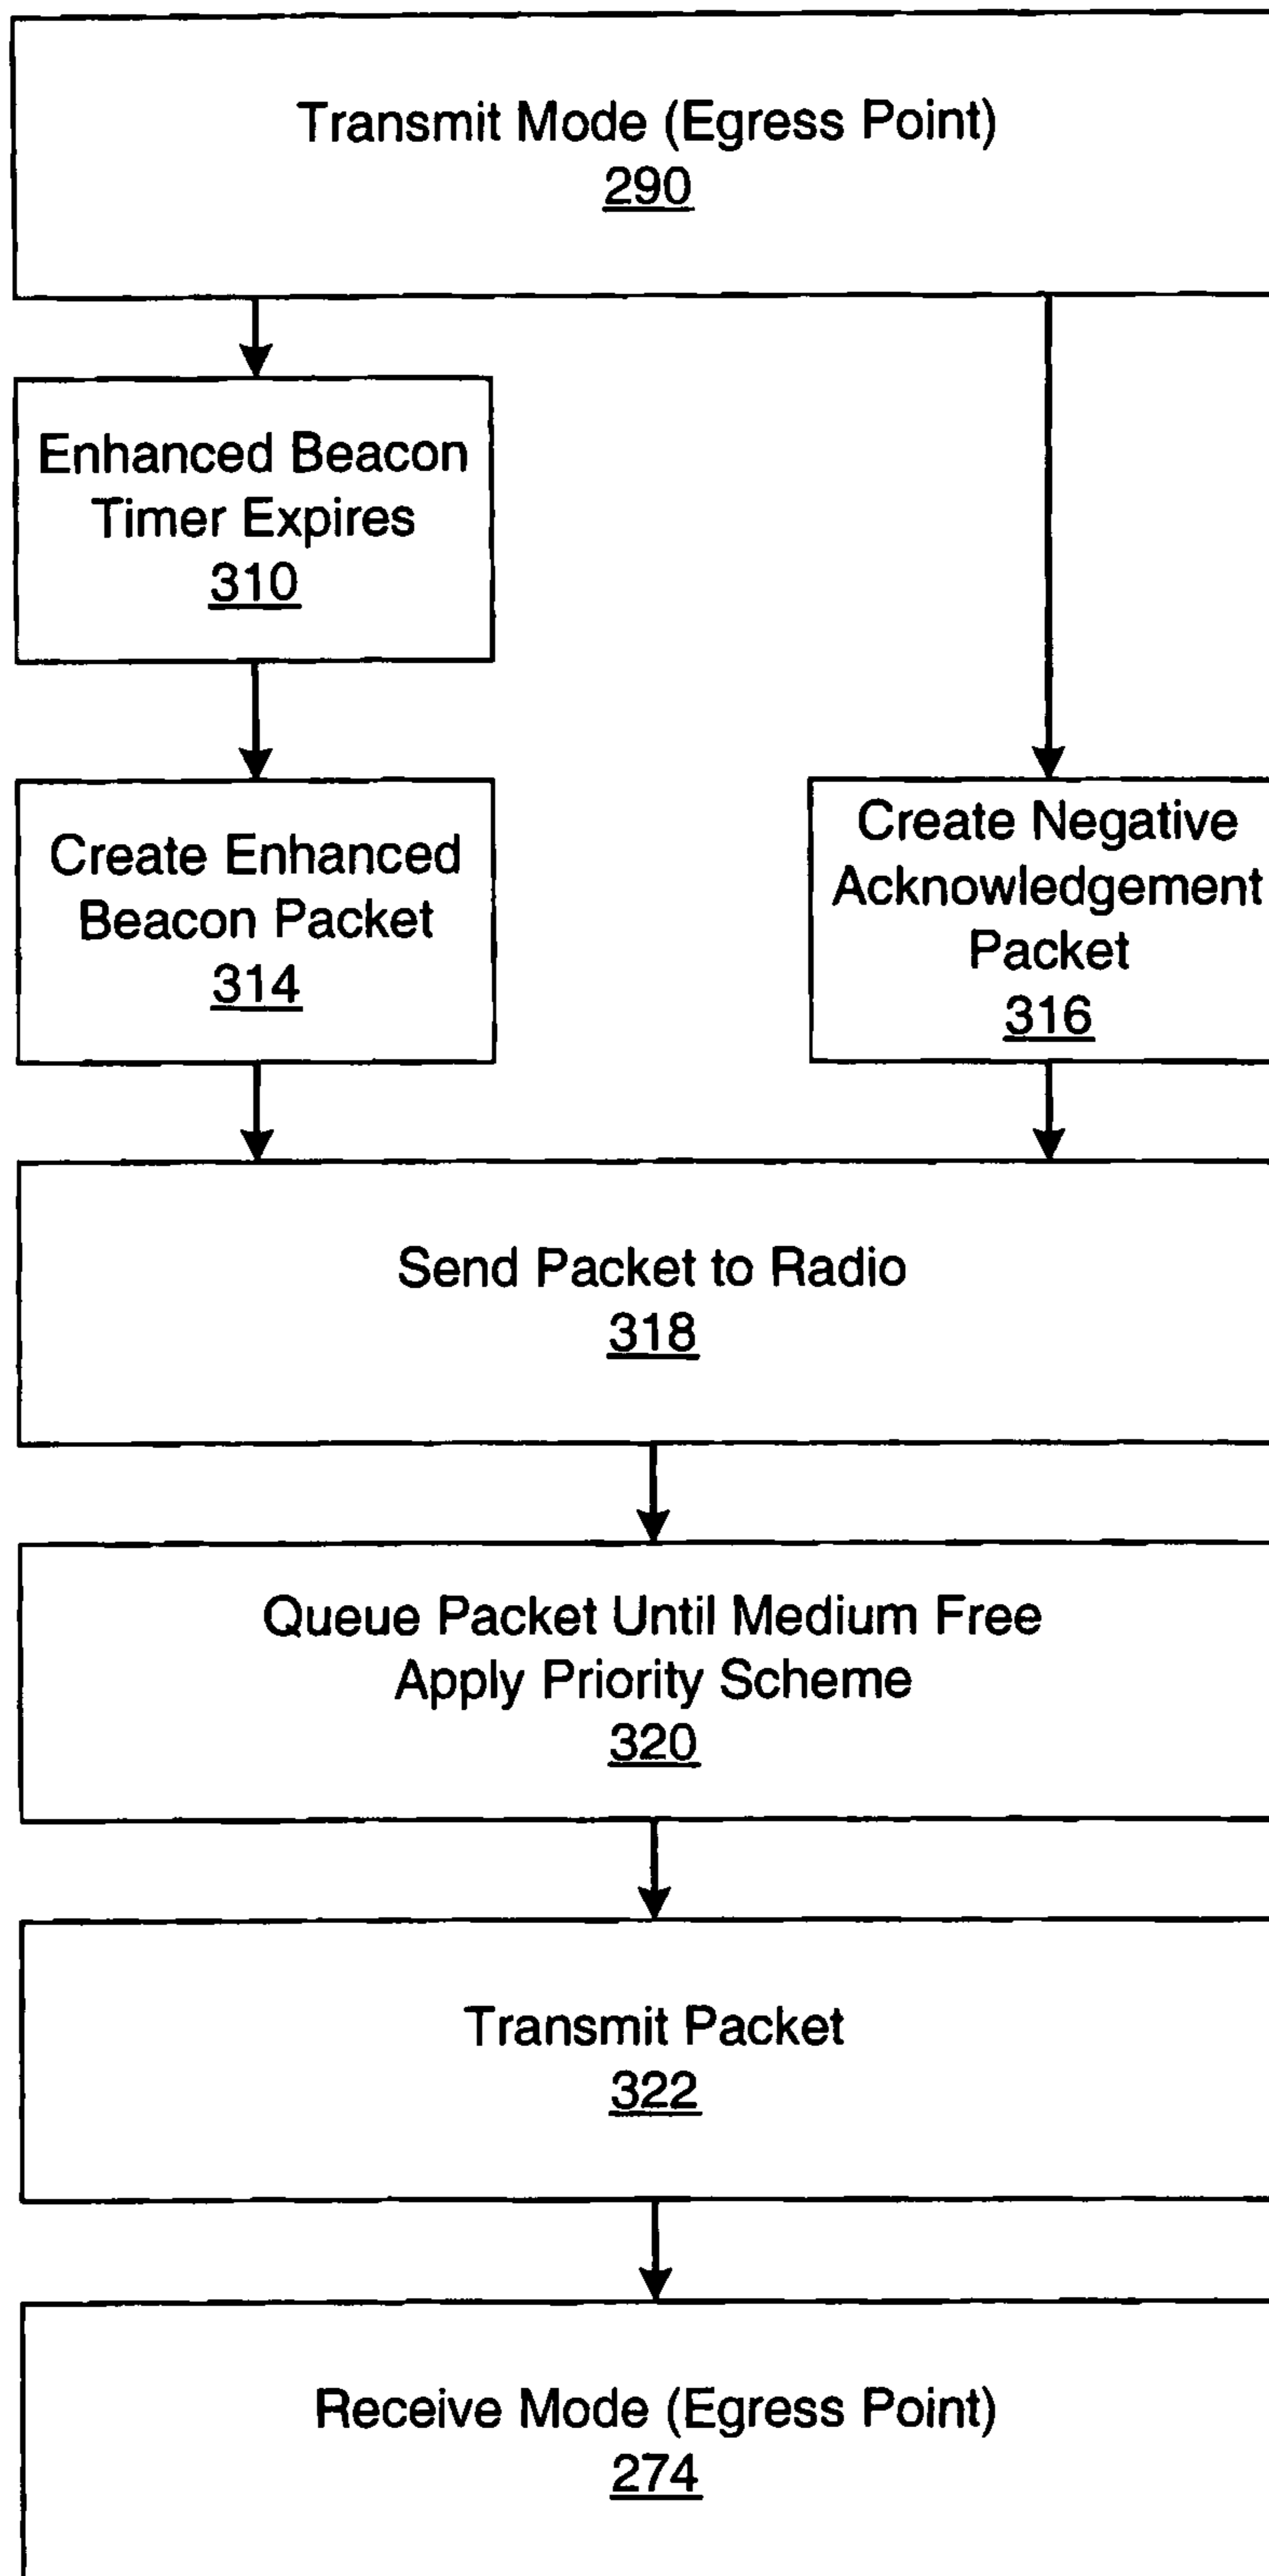 Transmit Mode (Egress Point)
290
Enhanced Beacon
Timer Expires
310
Create Enhanced
Beacon Packet
314
Create Negative
Acknowledgement
Packet
316
Send Packet to Radio
318
Queue Packet Until Medium Free
Apply Priority Scheme
320
Transmit Packet
322
Receive Mode (Egress Point)
274